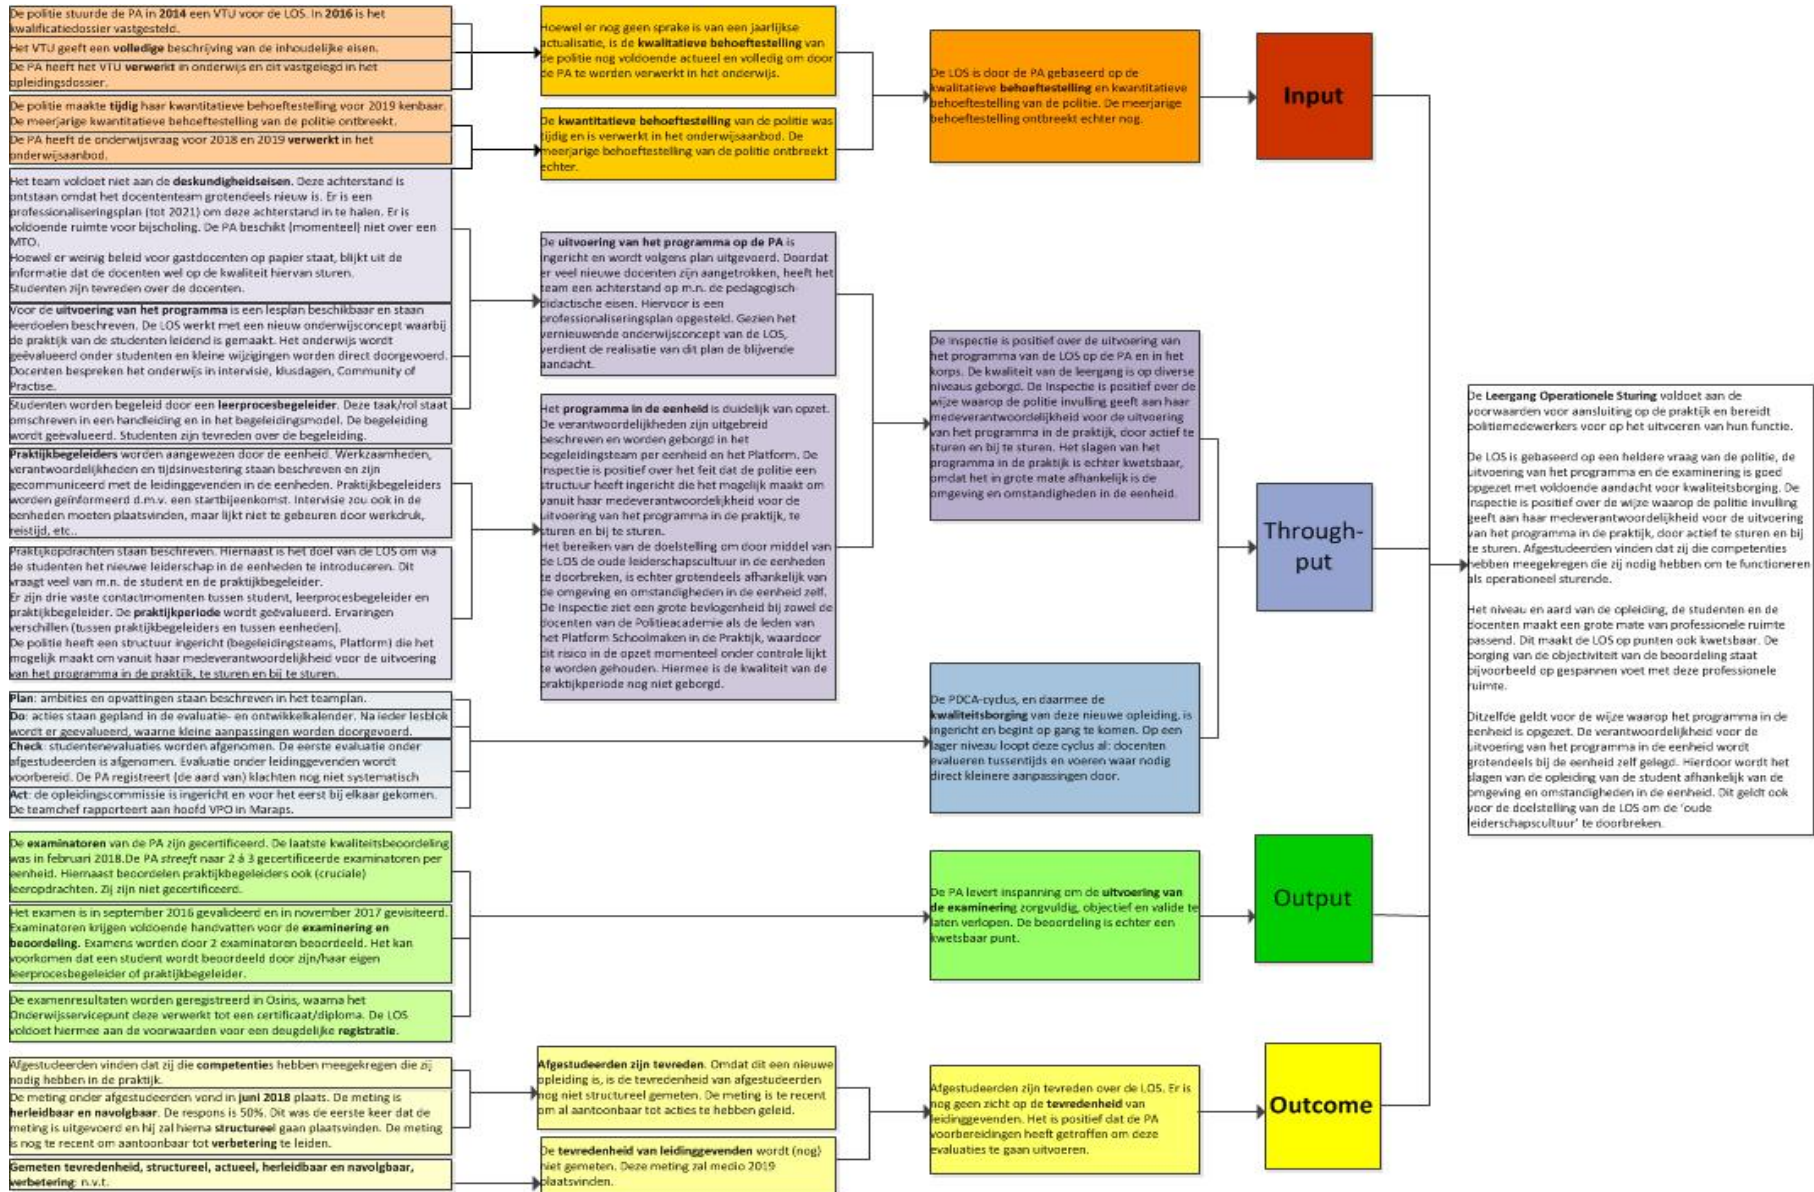 De politie stuurde de PA in 2014 een VTU voor de LOS. In 2016 is het
kwalificatiedossier vastgesteld.
Het VTU geeft een volledige beschrijving van de inhoudelijke eisen.
De PA heeft het VTU verwerkt in onderwijs en dit vastgelegd in het
opleidingsdossier.
De politie maakte tijdig haar kwantitatieve behoeftestelling voor 2019 kenbaar.
De meerjarige kwantitatieve behoeftestelling van de politie ontbreekt.
De PA heeft de onderwijsvraag voor 2018 en 2019 verwerkt in het
onderwijsaanbod.
Het team voldoet niet aan de deskundigheidseisen. Deze achterstand is
ontstaan omdat het docententeam grotendeels nieuw is. Er is een
professionaliseringsplan (tot 2021) om deze achterstand in te halen. Er is
voldoende ruimte voor bijscholing. De PA beschikt (momenteel) niet over een
MTO.
Hoewel er weinig beleid voor gastdocenten op papier staat, blijkt uit de
informatie dat de docenten wel op de kwaliteit hiervan sturen.
Studenten zijn tevreden over de docenten.
Voor de uitvoering van het programma is een lesplan beschikbaar en staan
leerdoelen beschreven. De LOS werkt met een nieuw onderwijsconcept waarbij
de praktijk van de studenten leidend is gemaakt. Het onderwijs wordt
geëvalueerd onder studenten en kleine wijzigingen worden direct doorgevoerd.
Docenten bespreken het onderwijs in intervisie, klusdagen, Community of
Practise.
Studenten worden begeleid door een leerprocesbegeleider. Deze taak/rol staat
omschreven in een handleiding en in het begeleidingsmodel. De begeleiding
wordt geevalueerd. Studenten zijn tevreden over de begeleiding.
Praktijkbegeleiders worden aangewezen door de eenheid. Werkzaamheden,
verantwoordelijkheden en tijdsinvestering staan beschreven en zijn
gecommuniceerd met de leidinggevenden in de eenheden. Praktijkbegeleiders
worden geïnformeerd d.m.v. een startbijeenkomst. Intervisie zou ook in de
eenheden moeten plaatsvinden, maar lijkt niet te gebeuren door werkdruk,
reistijd, etc..
Praktijkopdrachten staan beschreven. Hiernaast is het doel van de LOS om via
de studenten het nieuwe leiderschap in de eenheden te introduceren. Dit
vraagt veel van m.n. de student en de praktijkbegeleider.
Er zijn drie vaste contactmomenten tussen student, leerprocesbegeleider en
praktijkbegeleider. De praktijkperiode wordt geëvalueerd. Ervaringen
verschillen (tussen praktijkbegeleiders en tussen eenheden).
De politie heeft een structuur ingericht (begeleidingsteams, Platform) die het
mogelijk maakt om vanuit haar medeverantwoordelijkheid voor de uitvoering
van het programma in de praktijk, te sturen en bij te sturen.
Plan: ambities en opvattingen staan beschreven in het teamplan.
Do: acties staan gepland in de evaluatie- en ontwikkelkalender. Na ieder lesblok
wordt er geevalueerd, waarne kleine aanpassingen worden doorgevoerd.
Check: studentenevaluaties worden afgenomen. De eerste evaluatie onder
afgestudeerden is afgenomen. Evaluatie onder leidinggevenden wordt
voorbereid. De PA registreert (de aard van) klachten nog niet systematisch
Act: de opleidingscommissie is ingericht en voor het eerst bij elkaar gekomen.
De teamchef rapporteert aan hoofd VPO in Maraps.
De examinatoren van de PA zijn gecertificeerd. De laatste kwaliteitsbeoordeling
was in februari 2018.De PA streeft naar 2 á 3 gecertificeerde examinatoren per
eenheid. Hiernaast beoordelen praktijkbegeleiders ook (cruciale)
leeropdrachten. Zij zijn niet gecertificeerd.
Het examen is in september 2016 gevalideerd en in november 2017 gevisiteerd.
Examinatoren krijgen voldoende handvatten voor de examinering en
beoordeling. Examens worden door 2 examinatoren beoordeeld. Het kan
voorkomen dat een student wordt beoordeeld door zijn/haar eigen
leerprocesbegeleider of praktijkbegeleider.
De examenresultaten worden geregistreerd in Osiris, waarna het
Onderwijsservicepunt deze verwerkt tot een certificaat/diploma. De LOS
voldoet hiermee aan de voorwaarden voor een deugdelijke registratie.
Afgestudeerden vinden dat zij die competenties hebben meegekregen die zij
nodig hebben in de praktijk.
De meting onder afgestudeerden vond in juni 2018 plaats. De meting is
herleidbaar en navolgbaar. De respons is 50%. Dit was de eerste keer dat de
meting is uitgevoerd en hij zal hierna structureel gaan plaatsvinden. De meting
is nog te recent om aantoonbaar tot verbetering te leiden.
Gemeten tevredenheid, structureel, actueel, herleidbaar en navolgbaar,
verbetering: n.v.t.
Hoewel er nog geen sprake is van een jaarlijkse
actualisatie, is de kwalitatieve behoeftestelling van
de politie nog voldoende actueel en volledig om door
de PA te worden verwerkt in het onderwijs.
De kwantitatieve behoeftestelling van de politie was
tijdig en is verwerkt in het onderwijsaanbod. De
meerjarige behoeftestelling van de politie ontbreekt
echter.
De uitvoering van het programma op de PA is
ingericht en wordt volgens plan uitgevoerd. Doordat
er veel nieuwe docenten zijn aangetrokken, heeft het
team een achterstand op m.n. de pedagogisch-
didactische eisen. Hiervoor is een
professionaliseringsplan opgesteld. Gezien het
vernieuwende onderwijsconcept van de LOS,
verdient de realisatie van dit plan de blijvende
aandacht.
Het programma in de eenheid is duidelijk van opzet.
De verantwoordelijkheden zijn uitgebreid
beschreven en worden geborgd in het
begeleidingsteam per eenheid en het Platform. De
Inspectie is positief over het feit dat de politie een
structuur heeft ingericht die het mogelijk maakt om
vanuit haar medeverantwoordelijkheid voor de
uitvoering van het programma in de praktijk, te
sturen en bij te sturen.
Het bereiken van de doelstelling om door middel van
de LOS de oude leiderschapscultuur in de eenheden
te doorbreken, is echter grotendeels afhankelijk van
de omgeving en omstandigheden in de eenheid zelf.
De Inspectie ziet een grote bevlogenheid bij zowel de
docenten van de Politieacademie als de leden van
het Platform Schoolmaken in de Praktijk, waardoor
dit risico in de opzet momenteel onder controle lijkt
te worden gehouden. Hiermee is de kwaliteit van de
praktijkperiode nog niet geborgd.
Afgestudeerden zijn tevreden. Omdat dit een nieuwe
opleiding is, is de tevredenheid van afgestudeerden
nog niet structureel gemeten. De meting is te recent
om al aantoonbaar tot acties te hebben geleid.
De tevredenheid van leidinggevenden wordt (nog)
niet gemeten. Deze meting zal medio 2019
plaatsvinden.
De LOS is door de PA gebaseerd op de
kwalitatieve behoeftestelling en kwantitatieve
behoeftestelling van de politie. De meerjarige
behoeftestelling ontbreekt echter nog.
De Inspectie is positief over de uitvoering van
het programma van de LOS op de PA en in het
korps. De kwaliteit van de leergang is op diverse
niveaus geborgd. De Inspectie is positief over de
wijze waarop de politie invulling geeft aan haar
medeverantwoordelijkheid voor de uitvoering
van het programma in de praktijk, door actief te
sturen en bij te sturen. Het slagen van het
programma in de praktijk is echter kwetsbaar,
omdat het in grote mate afhankelijk is de
omgeving en omstandigheden in de eenheid.
De PDCA-cyclus, en daarmee de
kwaliteitsborging van deze nieuwe opleiding, is
ingericht en begint op gang te komen. Op een
lager niveau loopt deze cyclus al: docenten
evalueren tussentijds en voeren waar nodig
direct kleinere aanpassingen door.
De PA levert inspanning om de uitvoering van
de examinering zorgvuldig, objectief en valide te
laten verlopen. De beoordeling is echter een
kwetsbaar punt.
Afgestudeerden zijn tevreden over de LOS. Er is
nog geen zicht op de tevredenheid van
leidinggevenden. Het is positief dat de PA
voorbereidingen heeft getroffen om deze
evaluaties te gaan uitvoeren.
Input
Through-
put
Output
Outcome
De Leergang Operationele Sturing voldoet aan de
voorwaarden voor aansluiting op de praktijk en bereidt
politiemedewerkers voor op het uitvoeren van hun functie.
De LOS is gebaseerd op een heldere vraag van de politie, de
uitvoering van het programma en de examinering is goed
opgezet met voldoende aandacht voor kwaliteitsborging. De
Inspectie is positief over de wijze waarop de politie invulling
geeft aan haar medeverantwoordelijkheid voor de uitvoering
van het programma in de praktijk, door actief te sturen en bij
te sturen. Afgestudeerden vinden dat zij die competenties
hebben meegekregen die zij nodig hebben om te functioneren
als operationeel sturende.
Het niveau en aard van de opleiding, de studenten en de
docenten maakt een grote mate van professionele ruimte
passend. Dit maakt de LOS op punten ook kwetsbaar. De
borging van de objectiviteit van de beoordeling staat
bijvoorbeeld op gespannen voet met deze professionele
ruimte.
Ditzelfde geldt voor de wijze waarop het programma in de
eenheid is opgezet. De verantwoordelijkheid voor de
uitvoering van het programma in de eenheid wordt
grotendeels bij de eenheid zelf gelegd. Hierdoor wordt het
slagen van de opleiding van de student afhankelijk van de
omgeving en omstandigheden in de eenheid. Dit geldt ook
voor de doelstelling van de LOS om de 'oude
leiderschapscultuur' te doorbreken.